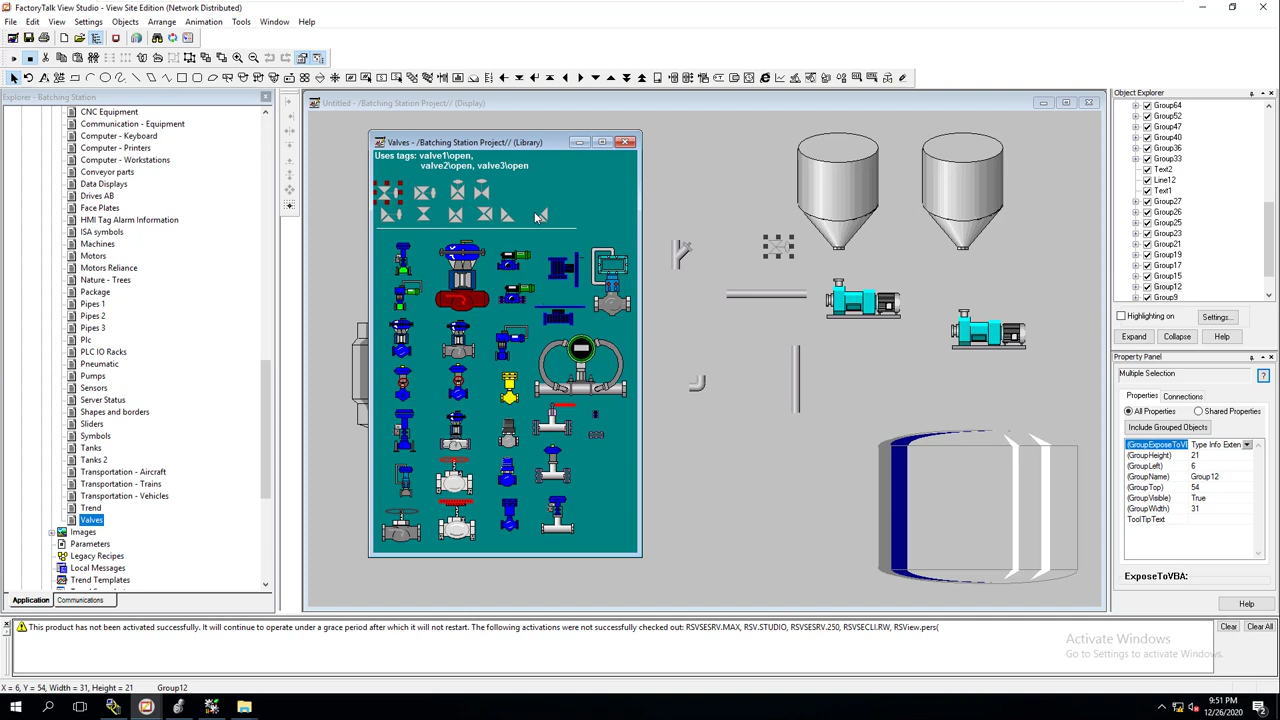 FactoryTalk View Studio - View Site Edition (Network Distributed)
File Edit View Settings Objects Arrange Animation Tools Window Help
Explorer - Batching Station
CNC Equipment
Communication - Equipment
Computer - Keyboard
Computer - Printers
Computer - Workstations
Conveyor parts
Data Displays
Drives AB
Face Plates
HMI Tag Alarm Information
ISA symbols
Machines
Motors
Motors Reliance
Nature - Trees
Package
Pipes 1
Pipes 2
Pipes 3
Plc
PLC IO Racks
Pneumatic
Pumps
Sensors
Server Status
Shapes and borders
Sliders
Symbols
Tanks
Tanks 2
Transportation - Aircraft
Transportation - Trains
Transportation - Vehicles
Trend
Valves
Images
Parameters
Legacy Recipes
Local Messages
Trend Templates
Application Communications
Untitled - /Batching Station Project// (Display)
Valves - /Batching Station Project// (Library)
Uses tags: valve1\open,
valve2\open, valve3\open
Object Explorer
Group64
Group52
Group47
Group40
Group36
Group33
Text2
Line12
Text1
Group27
Group26
Group25
Group23
Group21
Group19
Group17
Group15
Group12
Group9
Highlighting on Settings...
Expand Collapse Help
Property Panel
Multiple Selection ?
Properties Connections
All Properties Shared Properties
Include Grouped Objects
(GroupExposeToVB Type Info Exten
(GroupHeight) 21
(GroupLeft) 6
(GroupName) Group12
(GroupTop) 54
(GroupVisible) True
(GroupWidth) 31
ToolTipText
ExposeToVBA:
Help
This product has not been activated successfully. It will continue to operate under a grace period after which it will not restart. The following activations were not successfully checked out: RSVSESRV.MAX, RSV.STUDIO, RSVSESRV.250, RSVSECLI.RW, RSView.pers(
Clear Clear All
Activate Windows
Go to Settings to activate Windows.
X = 6, Y = 54, Width = 31, Height = 21 Group12
9:51 PM
12/26/2020
2